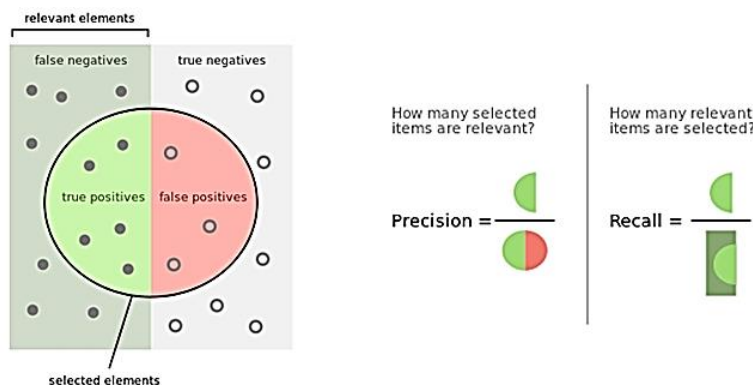 relevant elements
false negatives
true negatives
true positives
false positives
selected elements
How many selected
items are relevant?
Precision =
How many relevant
items are selected?
Recall =